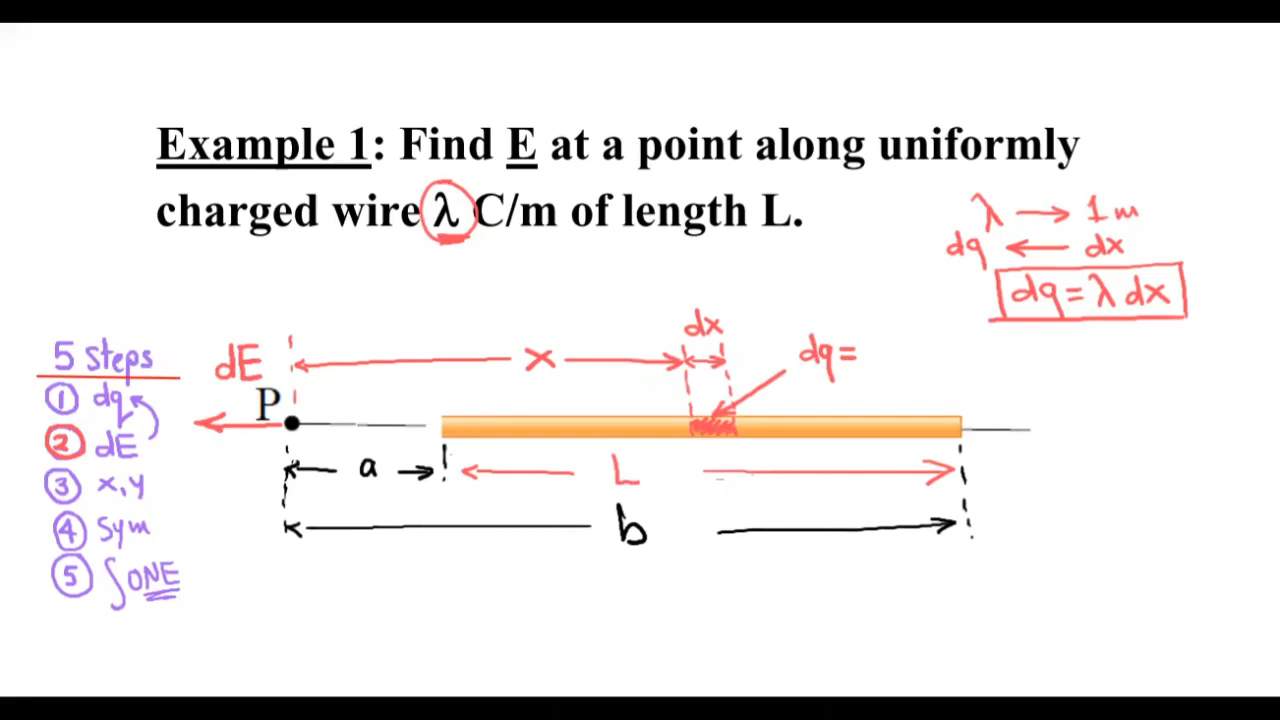 Example 1: Find E at a point along uniformly
charged wire λ C/m of length L.
λ → 1m
dq ← dx
dq = λ dx
5 steps
① dq
② dE
③ x,y
④ Sym
⑤ ∫ONE
dE
x
dx
dq =
P
a
L
b